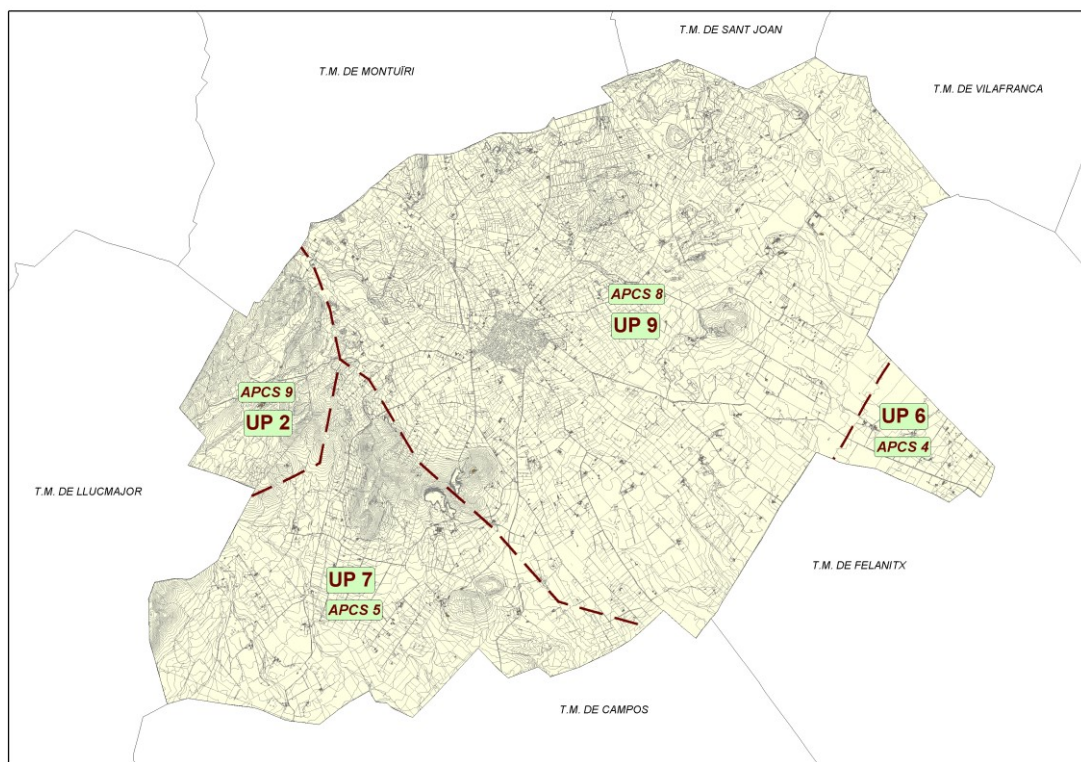 T.M. DE SANT JOAN
T.M. DE MONTUÏRI
T.M. DE VILAFRANCA
APCS 8
UP 9
APCS 9
UP 2
UP 6
APCS 4
T.M. DE LLUCMAJOR
T.M. DE FELANITX
UP 7
APCS 5
T.M. DE CAMPOS